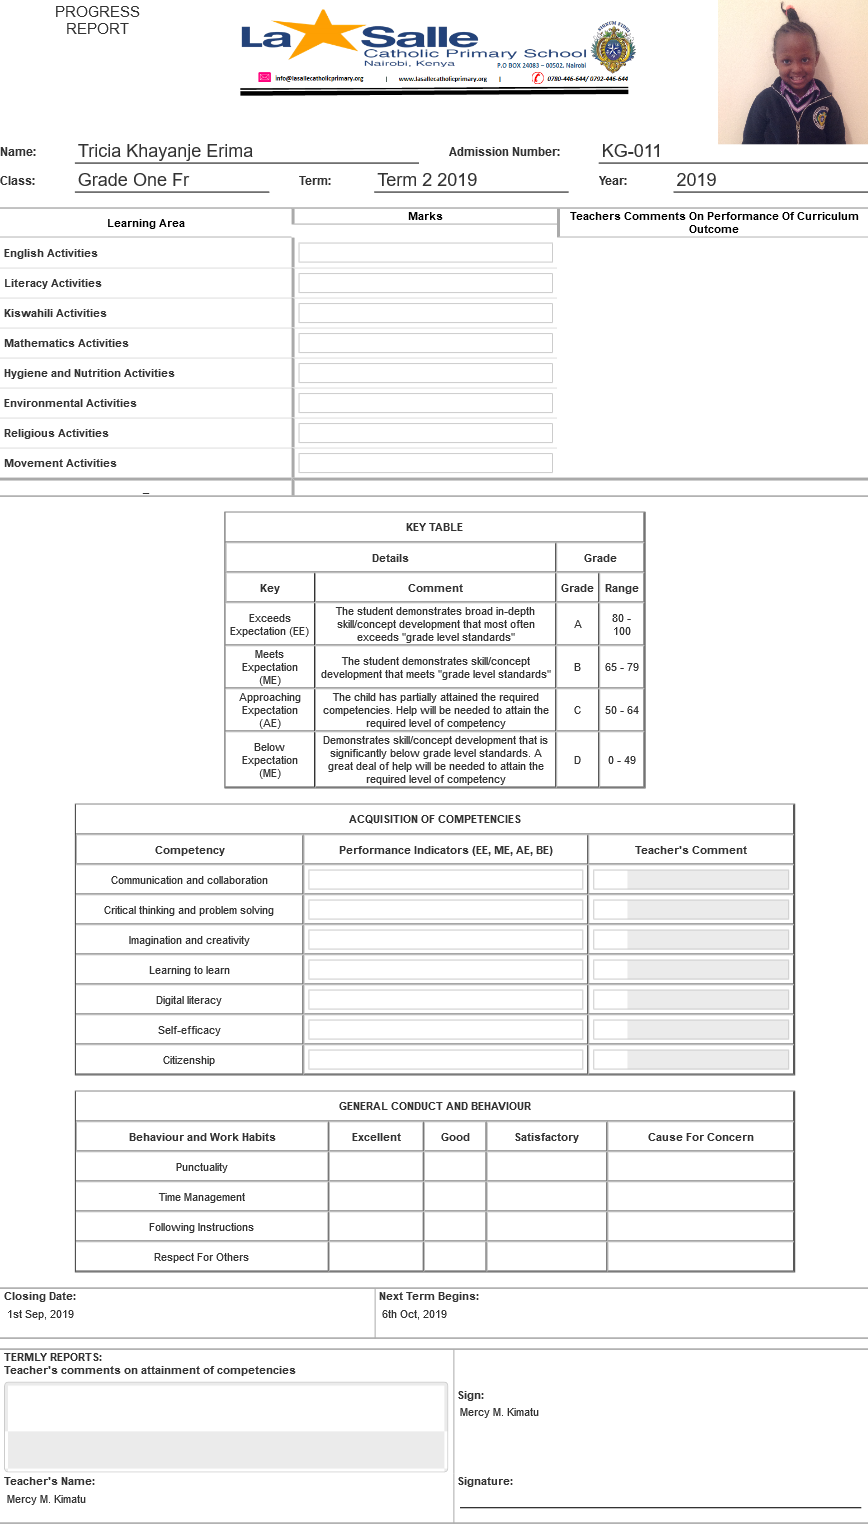 PROGRESS
REPORT
La Salle
Catholic Primary School
Nairobi, Kenya
P.O BOX 24083 – 00502, Nairobi
info@lasallecatholicprimary.org | www.lasallecatholicprimary.org | 0780-446-644/ 0792-446-644
Name: Tricia Khayanje Erima Admission Number: KG-011
Class: Grade One Fr Term: Term 2 2019 Year: 2019
Learning Area Marks Teachers Comments On Performance Of Curriculum
Outcome
English Activities
Literacy Activities
Kiswahili Activities
Mathematics Activities
Hygiene and Nutrition Activities
Environmental Activities
Religious Activities
Movement Activities
_
KEY TABLE
Details Grade
Key Comment Grade Range
Exceeds
Expectation (EE)
The student demonstrates broad in-depth
skill/concept development that most often
exceeds "grade level standards"
A
80 -
100
Meets
Expectation
(ME)
The student demonstrates skill/concept
development that meets "grade level standards"
B
65 - 79
Approaching
Expectation
(AE)
The child has partially attained the required
competencies. Help will be needed to attain the
required level of competency
C
50 - 64
Below
Expectation
(ME)
Demonstrates skill/concept development that is
significantly below grade level standards. A
great deal of help will be needed to attain the
required level of competency
D
0 - 49
ACQUISITION OF COMPETENCIES
Competency Performance Indicators (EE, ME, AE, BE) Teacher's Comment
Communication and collaboration
Critical thinking and problem solving
Imagination and creativity
Learning to learn
Digital literacy
Self-efficacy
Citizenship
GENERAL CONDUCT AND BEHAVIOUR
Behaviour and Work Habits Excellent Good Satisfactory Cause For Concern
Punctuality
Time Management
Following Instructions
Respect For Others
Closing Date: Next Term Begins:
1st Sep, 2019 6th Oct, 2019
TERMLY REPORTS:
Teacher's comments on attainment of competencies
Sign:
Mercy M. Kimatu
Teacher's Name: Signature:
Mercy M. Kimatu